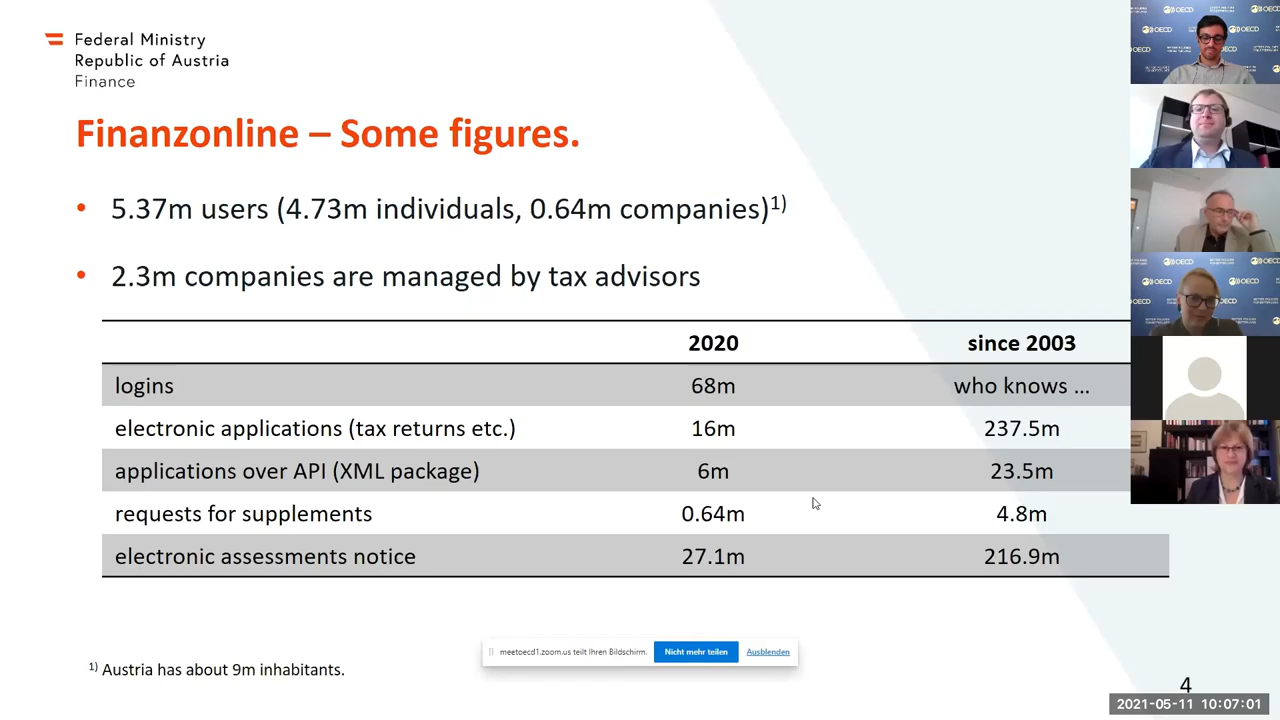 Federal Ministry
Republic of Austria
Finance
Finanzonline – Some figures.
• 5.37m users (4.73m individuals, 0.64m companies)1)
• 2.3m companies are managed by tax advisors
2020 since 2003
logins 68m who knows ...
electronic applications (tax returns etc.) 16m 237.5m
applications over API (XML package) 6m 23.5m
requests for supplements 0.64m 4.8m
electronic assessments notice 27.1m 216.9m
meetoecd1.zoom.us teilt Ihren Bildschirm. Nicht mehr teilen Ausblenden
1) Austria has about 9m inhabitants.
4
2021-05-11 10:07:01
OECD
OECD
OECD
OECD